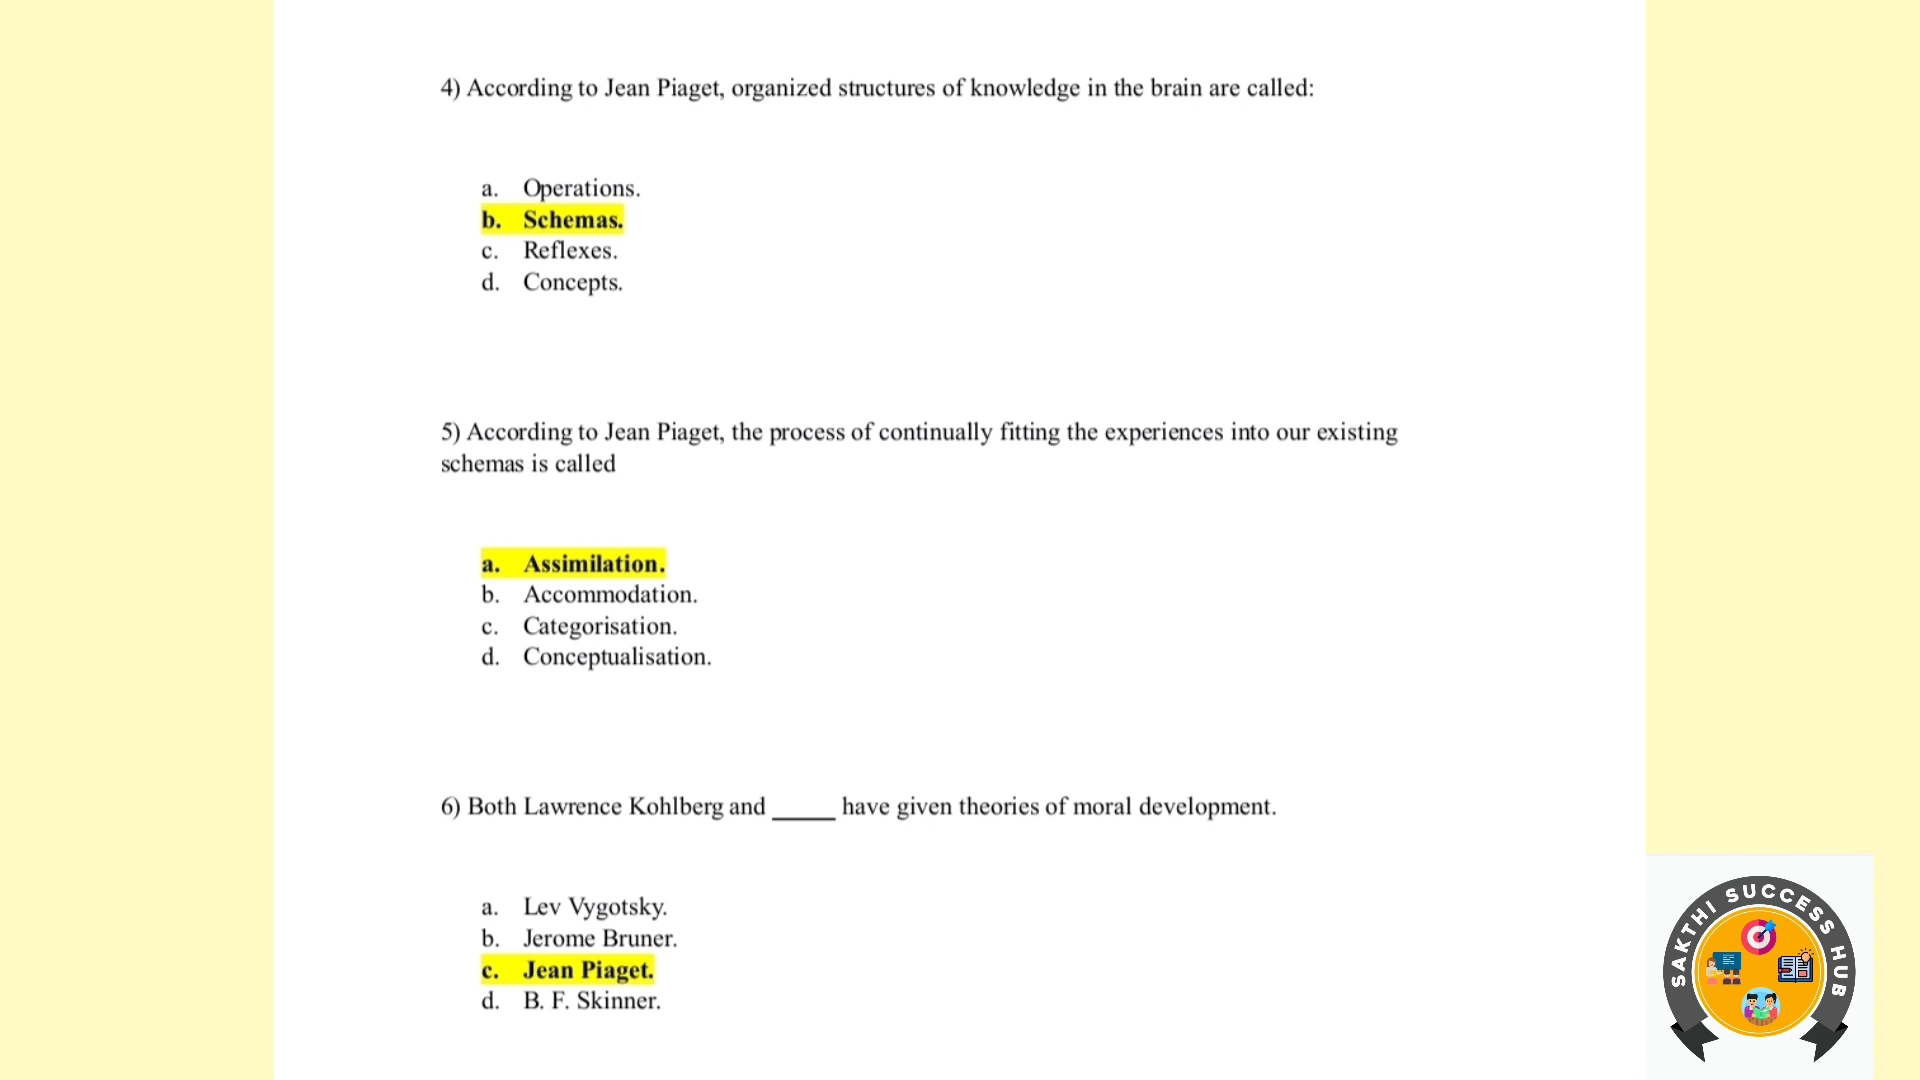 4) According to Jean Piaget, organized structures of knowledge in the brain are called:
a. Operations.
b. Schemas.
c. Reflexes.
d. Concepts.
5) According to Jean Piaget, the process of continually fitting the experiences into our existing
schemas is called
a. Assimilation.
b. Accommodation.
c. Categorisation.
d. Conceptualisation.
6) Both Lawrence Kohlberg and _____ have given theories of moral development.
a. Lev Vygotsky.
b. Jerome Bruner.
c. Jean Piaget.
d. B. F. Skinner.
SAKTHI SUCCESS HUB